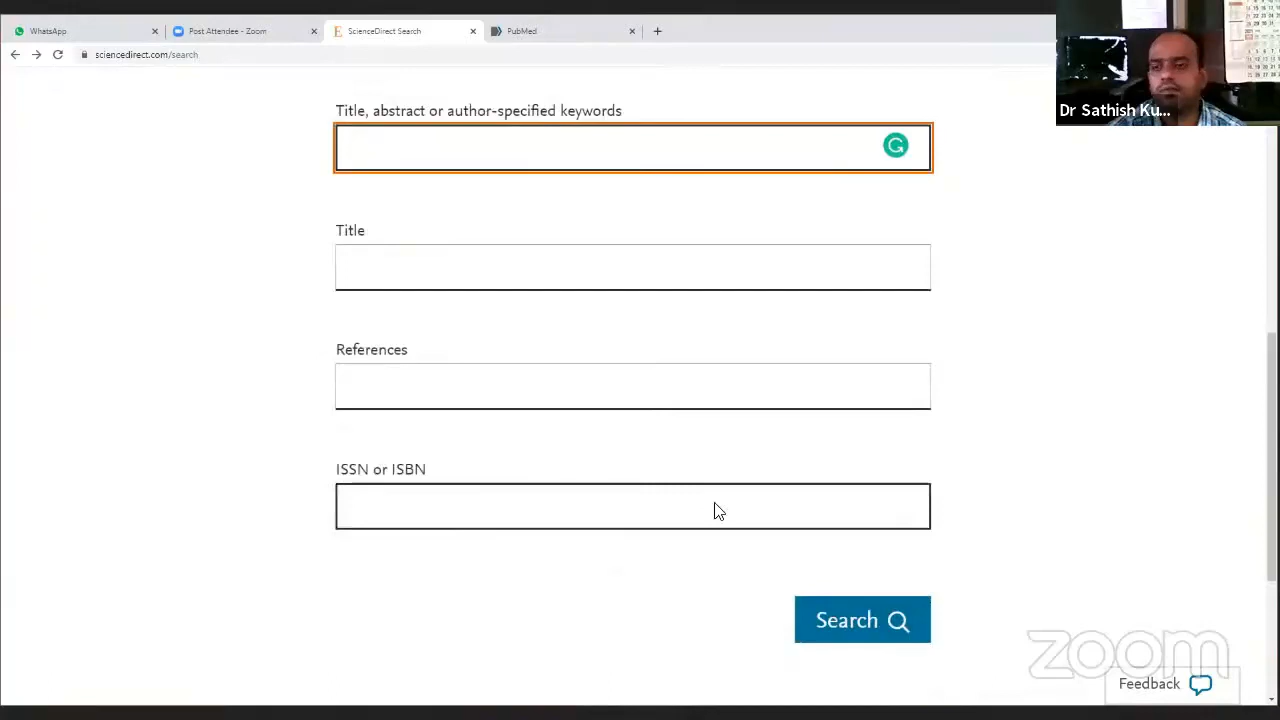 WhatsApp
Post Attendee - Zoom
ScienceDirect Search
PubMed
sciencedirect.com/search
Dr Sathish Ku...
Title, abstract or author-specified keywords
Title
References
ISSN or ISBN
Search
zoom
Feedback